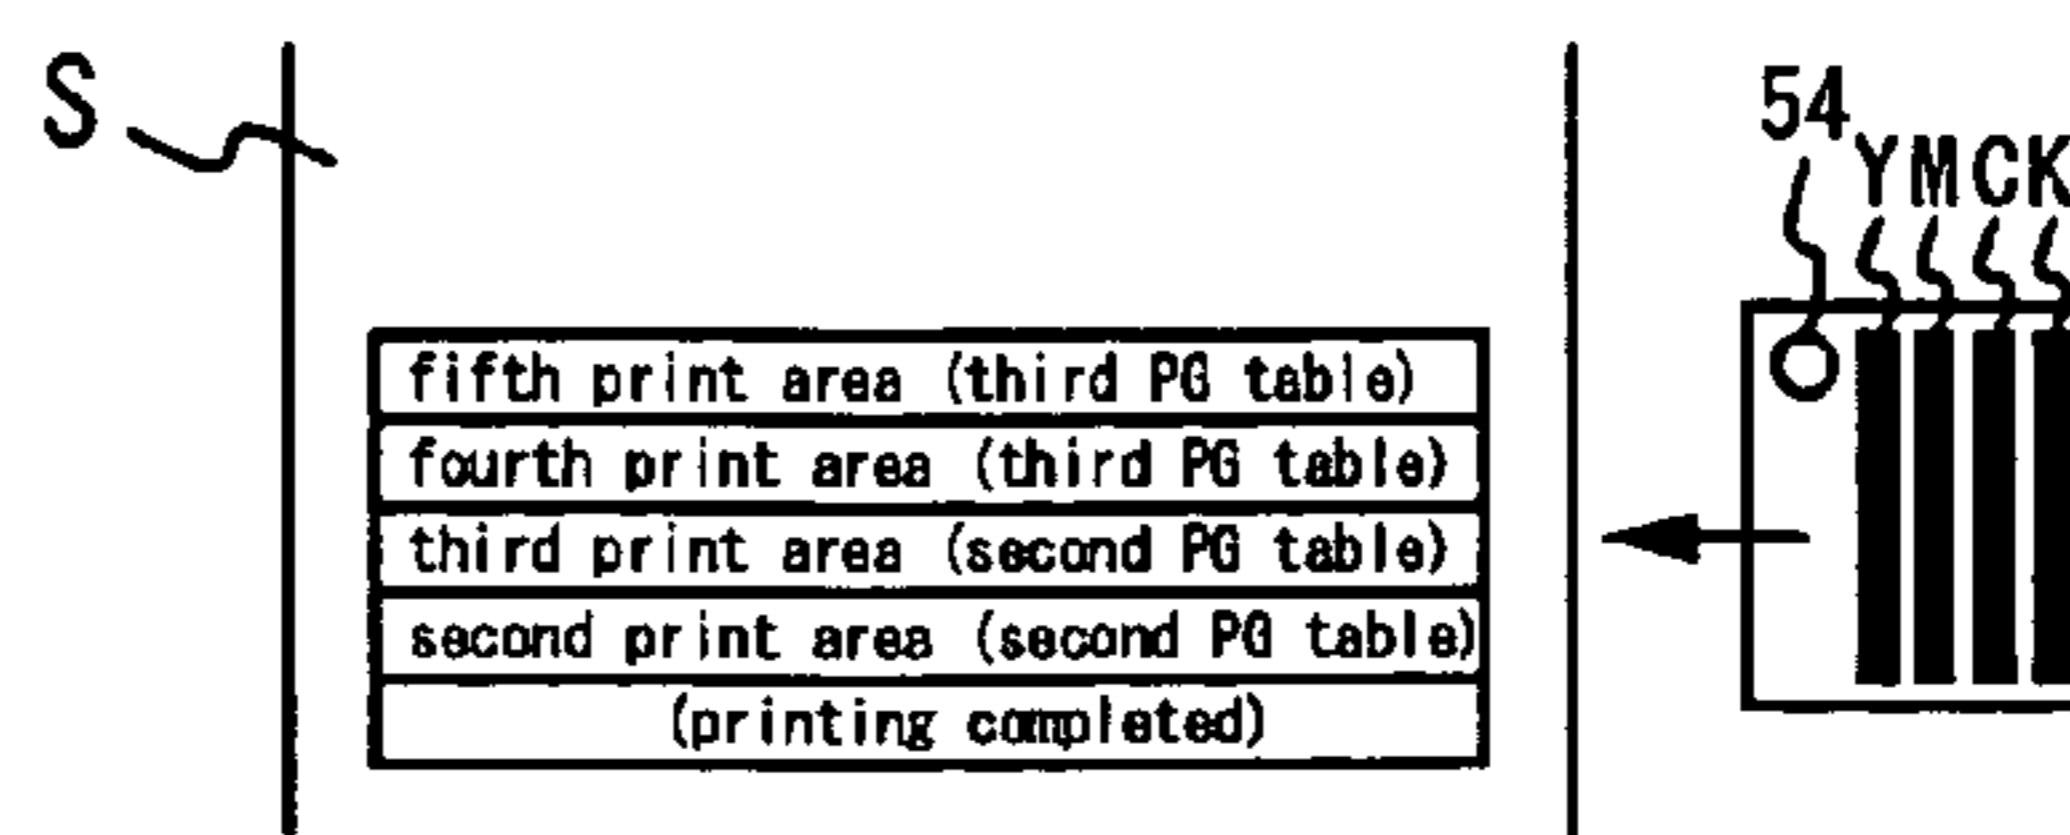 S
54
YMCK
fifth print area (third PG table)
fourth print area (third PG table)
third print area (second PG table)
second print area (second PG table)
(printing completed)